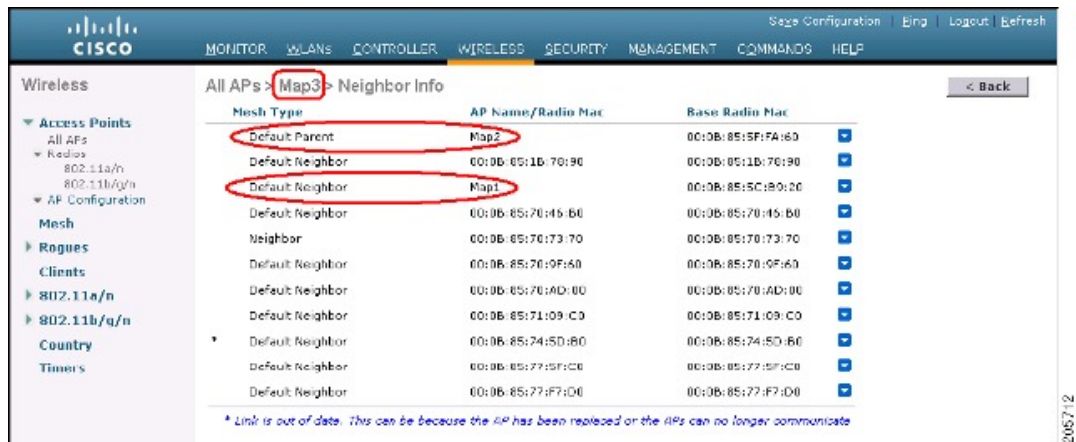 Save Configuration | Ping | Logout | Refresh
CISCO
MONITOR WLANs CONTROLLER WIRELESS SECURITY MANAGEMENT COMMANDS HELP
Wireless
Access Points
All APs
Radios
802.11a/n
802.11b/g/n
AP Configuration
Mesh
Rogues
Clients
802.11a/n
802.11b/g/n
Country
Timers
All APs > Map3 > Neighbor Info
< Back
Mesh Type AP Name/Radio Mac Base Radio Mac
Default Parent Map2 00:0B:85:5F:FA:60
Default Neighbor 00:0B:85:1B:78:90 00:0B:85:1B:78:90
Default Neighbor Map1 00:0B:85:5C:B9:20
Default Neighbor 00:0B:85:70:46:B0 00:0B:85:70:46:B0
Neighbor 00:0B:85:70:73:70 00:0B:85:70:73:70
Default Neighbor 00:0B:85:70:9F:60 00:0B:85:70:9F:60
Default Neighbor 00:0B:85:70:AD:00 00:0B:85:70:AD:00
Default Neighbor 00:0B:85:71:09:C0 00:0B:85:71:09:C0
* Default Neighbor 00:0B:85:74:5D:B0 00:0B:85:74:5D:B0
Default Neighbor 00:0B:85:77:5F:C0 00:0B:85:77:5F:C0
Default Neighbor 00:0B:85:77:F7:D0 00:0B:85:77:F7:D0
* Link is out of date. This can be because the AP has been replaced or the APs can no longer communicate
205712